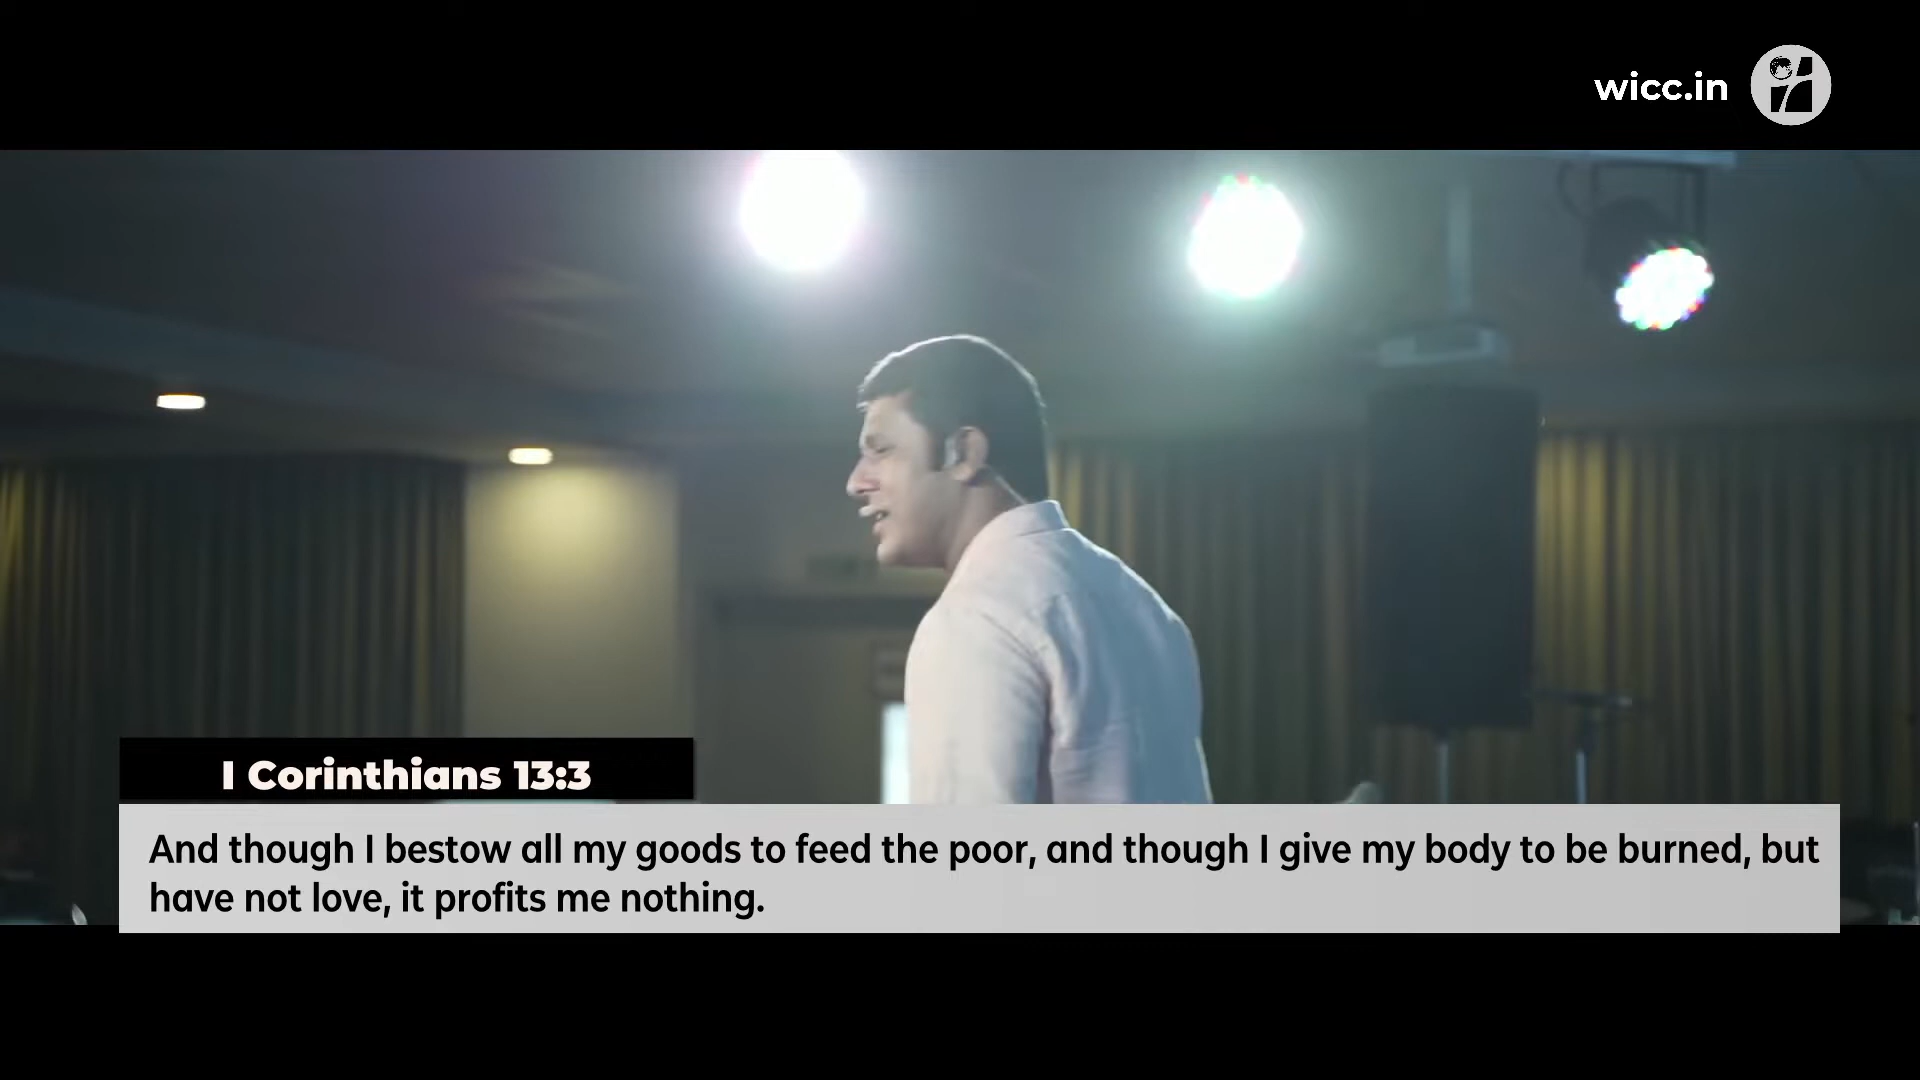 wicc.in
I Corinthians 13:3
And though I bestow all my goods to feed the poor, and though I give my body to be burned, but
have not love, it profits me nothing.